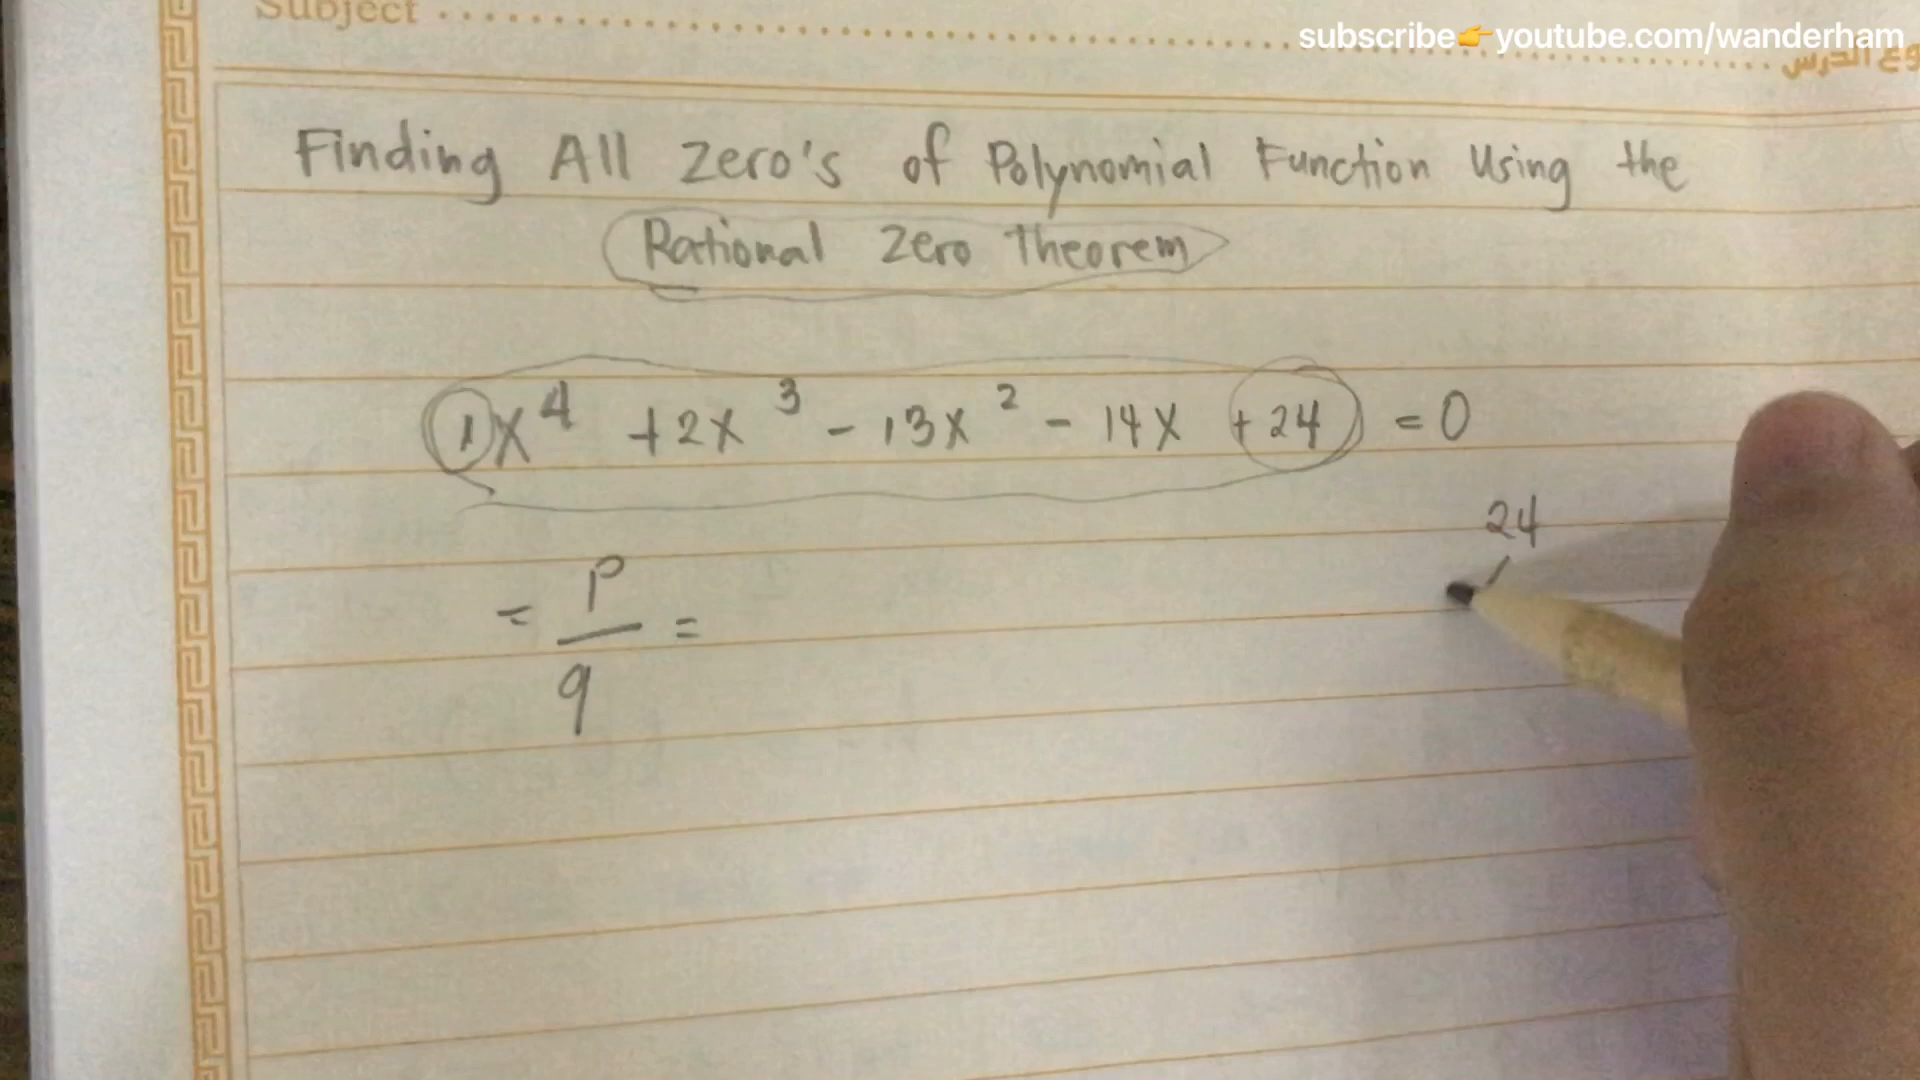 Subject
subscribe👉youtube.com/wanderham
الدرس
Finding All Zero's of Polynomial Function Using the
Rational Zero Theorem
1x⁴ + 2x³ - 13x² - 14x + 24 = 0
24
= P/q =